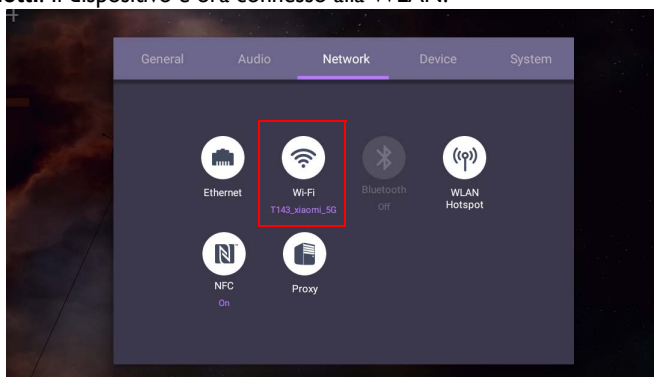 Il dispositivo è ora connesso alla WLAN.
General Audio Network Device System
Ethernet Wi-Fi Bluetooth WLAN Hotspot
T143_xiaomi_5G Off
NFC Proxy
On